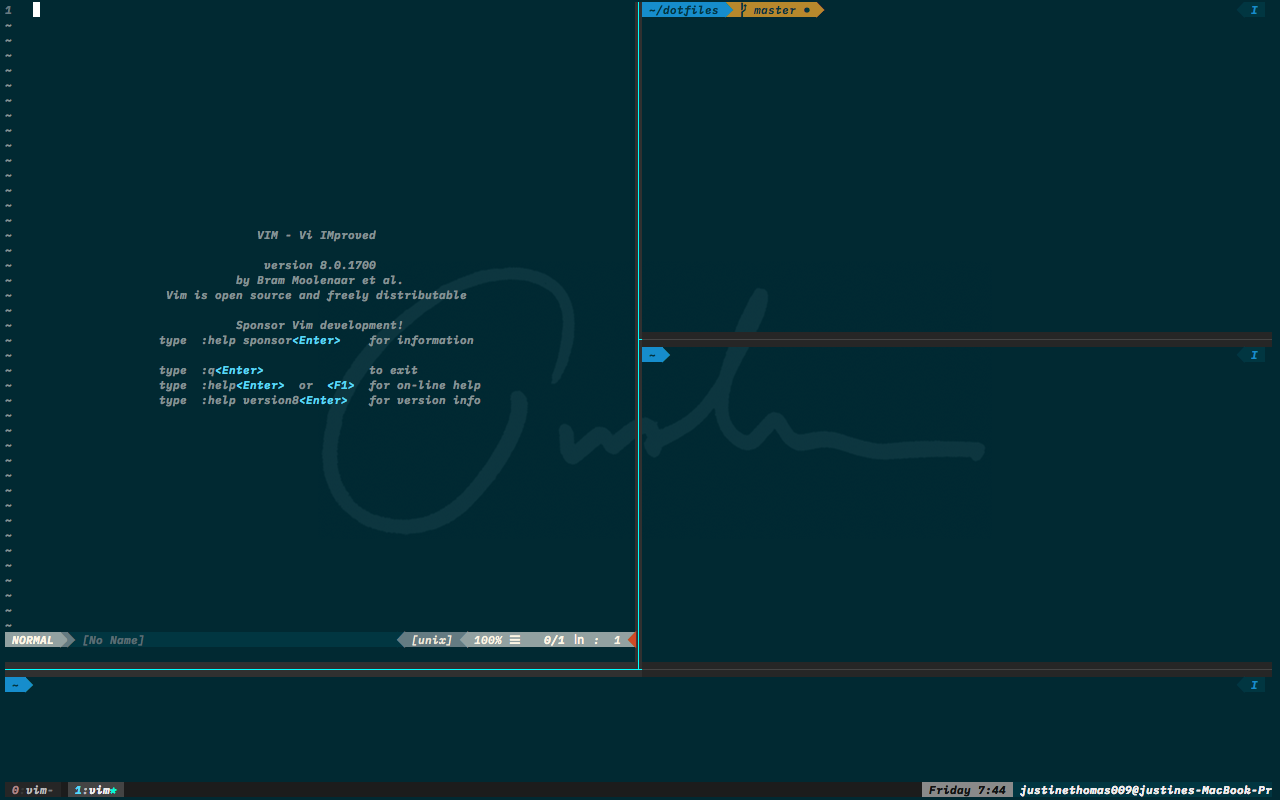 1
~/dotfiles master ●
I
VIM - Vi IMproved
version 8.0.1700
by Bram Moolenaar et al.
Vim is open source and freely distributable
Sponsor Vim development!
type :help sponsor<Enter> for information
type :q<Enter> to exit
type :help<Enter> or <F1> for on-line help
type :help version8<Enter> for version info
~
I
NORMAL [No Name] [unix] 100% ☰ 0/1 ln : 1
~
I
0:vim- 1:vim★ Friday 7:44 justinethomas009@justines-MacBook-Pr